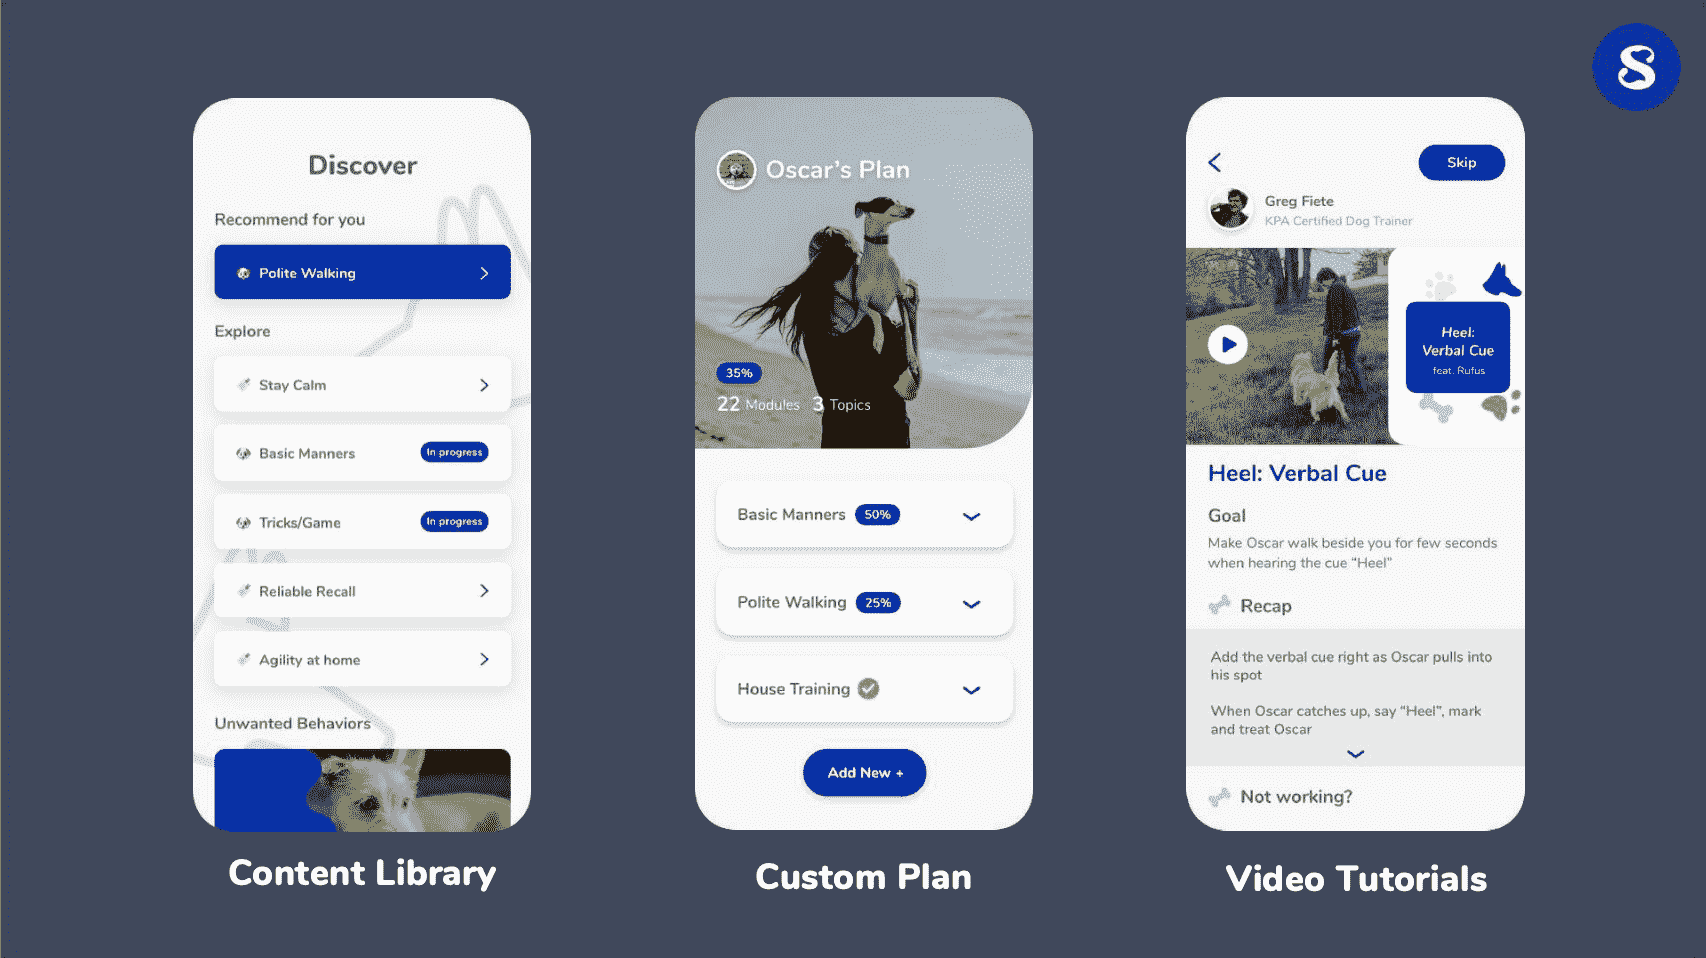 S
Discover
Recommend for you
Polite Walking
Explore
Stay Calm
Basic Manners In progress
Tricks/Game In progress
Reliable Recall
Agility at home
Unwanted Behaviors
Content Library
Oscar's Plan
35%
22 Modules 3 Topics
Basic Manners 50%
Polite Walking 25%
House Training
Add New +
Custom Plan
Skip
Greg Fiete
KPA Certified Dog Trainer
Heel:
Verbal Cue
feat. Rufus
Heel: Verbal Cue
Goal
Make Oscar walk beside you for few seconds
when hearing the cue “Heel”
Recap
Add the verbal cue right as Oscar pulls into
his spot
When Oscar catches up, say “Heel”, mark
and treat Oscar
Not working?
Video Tutorials